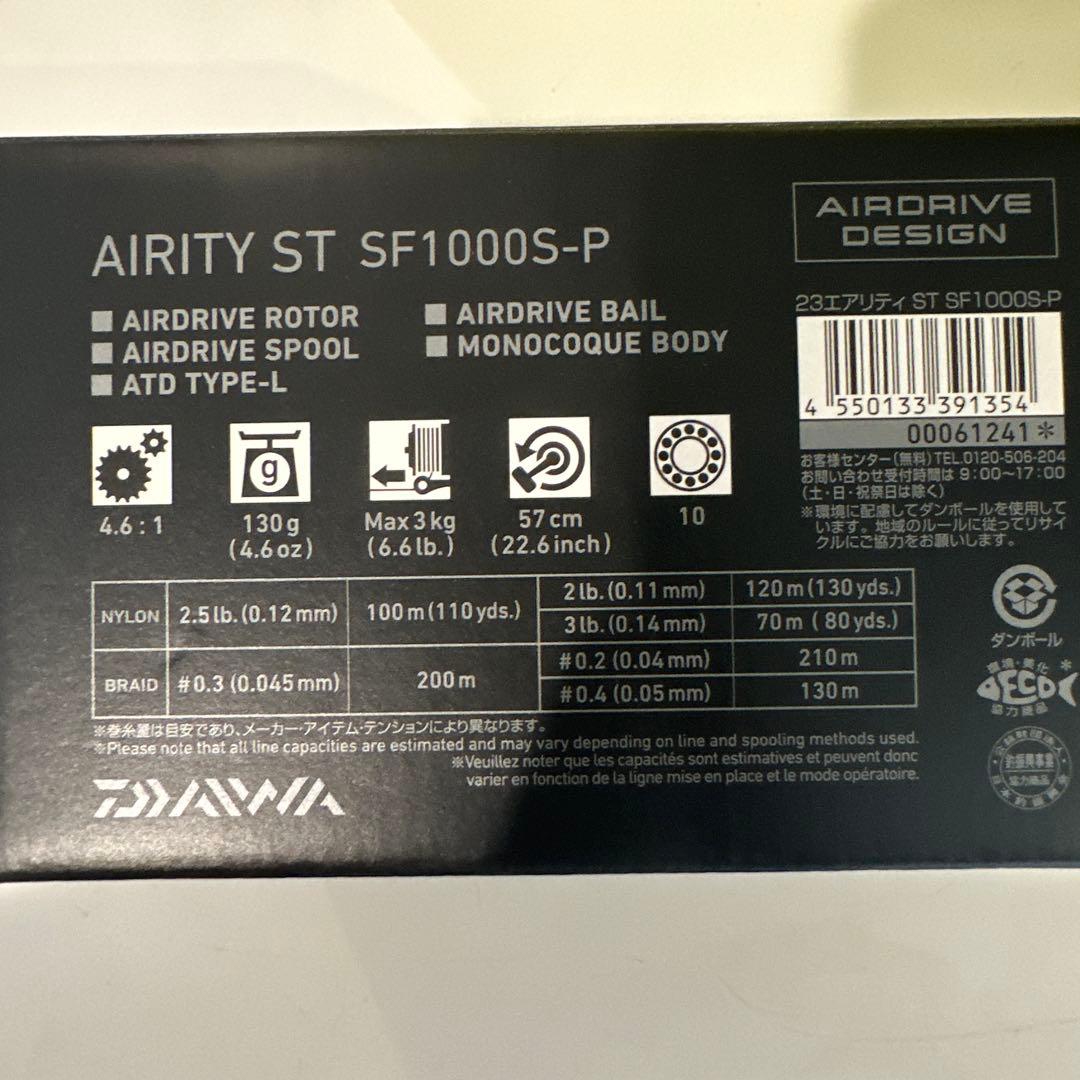 AIRITY ST SF1000S-P
AIRDRIVE DESIGN
■ AIRDRIVE ROTOR
■ AIRDRIVE BAIL
■ AIRDRIVE SPOOL
■ MONOCOQUE BODY
■ ATD TYPE-L
23エアリティ ST SF1000S-P
4 550133 391354
00061241*
お客様センター(無料)TEL.0120-506-204
お問い合わせ受付時間は 9:00~17:00
(土・日・祝祭日は除く)
※環境に配慮してダンボールを使用して
います。地域のルールに従ってリサイ
クルにご協力をお願いします。
g
4.6 : 1
130g
(4.6oz)
Max3kg
(6.6lb.)
57cm
(22.6inch)
10
NYLON 2.5lb.(0.12mm) 100m(110yds.) 2lb.(0.11mm) 120m(130yds.)
3lb.(0.14mm) 70m ( 80yds.)
BRAID #0.3 (0.045mm) 200m #0.2 (0.04mm) 210m
#0.4 (0.05mm) 130m
ダンボール
環境・美化
ECO
協力商品
※巻糸量は目安であり、メーカー・アイテム・テンションにより異なります。
※Please note that all line capacities are estimated and may vary depending on line and spooling methods used.
※Veuillez noter que les capacités sont estimatives et peuvent donc
varier en fonction de la ligne mise en place et le mode opératoire.
DAIWA